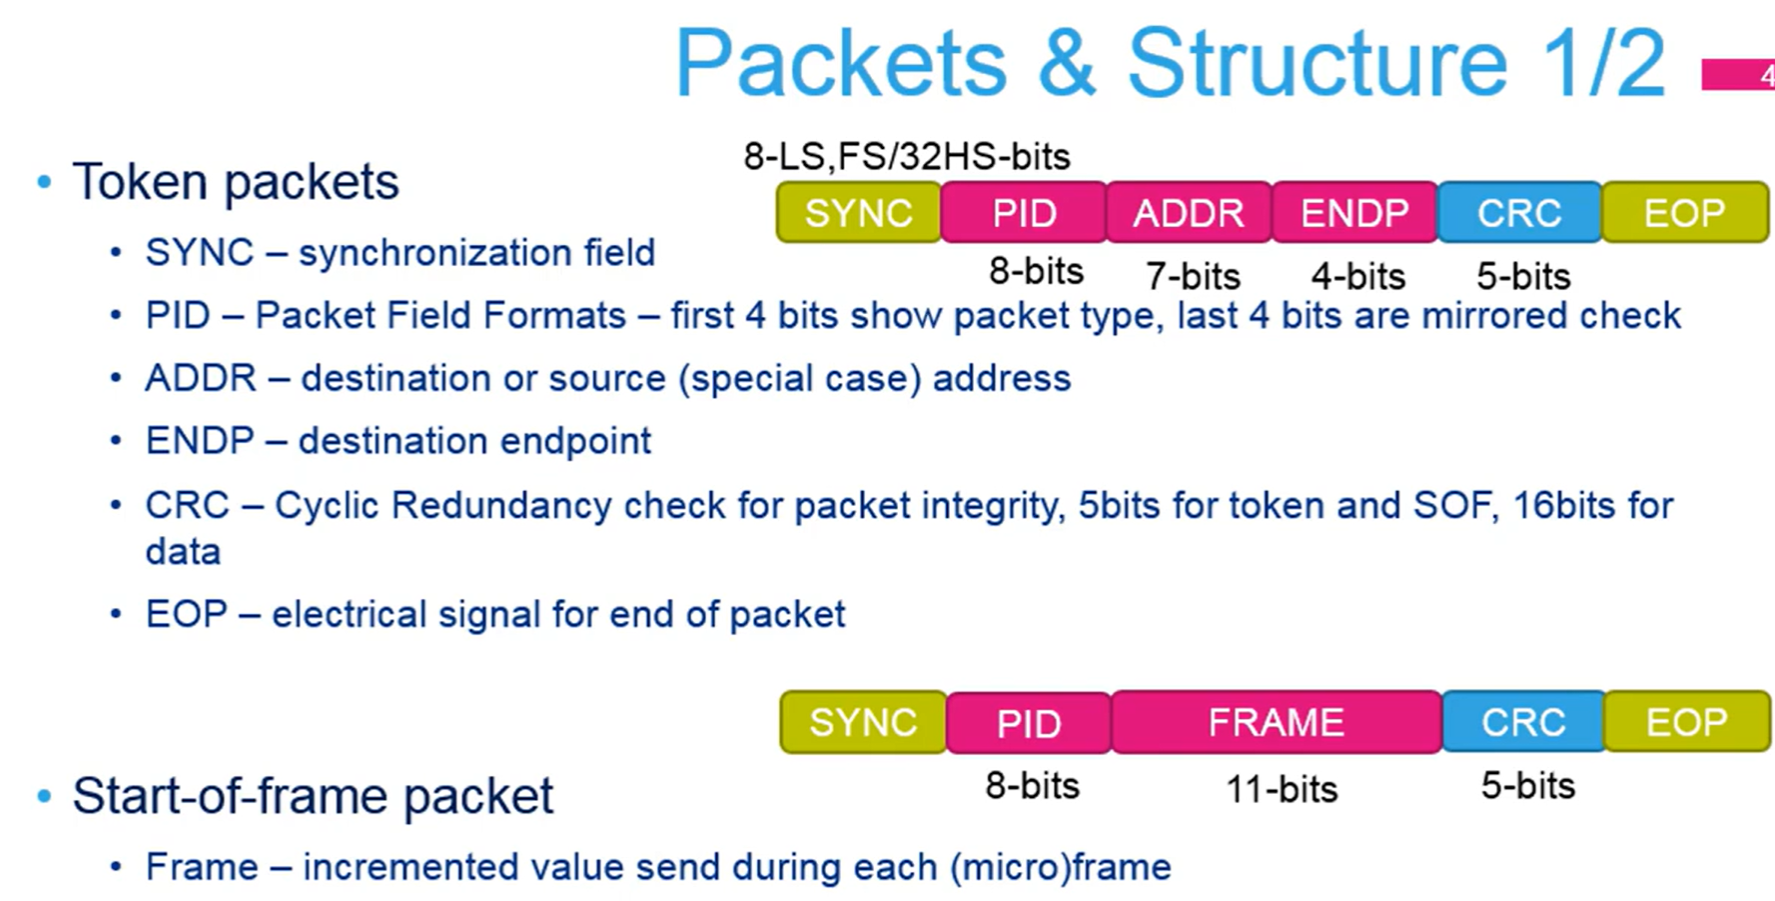 Packets & Structure 1/2
4
8-LS,FS/32HS-bits
• Token packets
SYNC PID ADDR ENDP CRC EOP
• SYNC – synchronization field
8-bits 7-bits 4-bits 5-bits
• PID – Packet Field Formats – first 4 bits show packet type, last 4 bits are mirrored check
• ADDR – destination or source (special case) address
• ENDP – destination endpoint
• CRC – Cyclic Redundancy check for packet integrity, 5bits for token and SOF, 16bits for
data
• EOP – electrical signal for end of packet
SYNC PID FRAME CRC EOP
8-bits 11-bits 5-bits
• Start-of-frame packet
• Frame – incremented value send during each (micro)frame